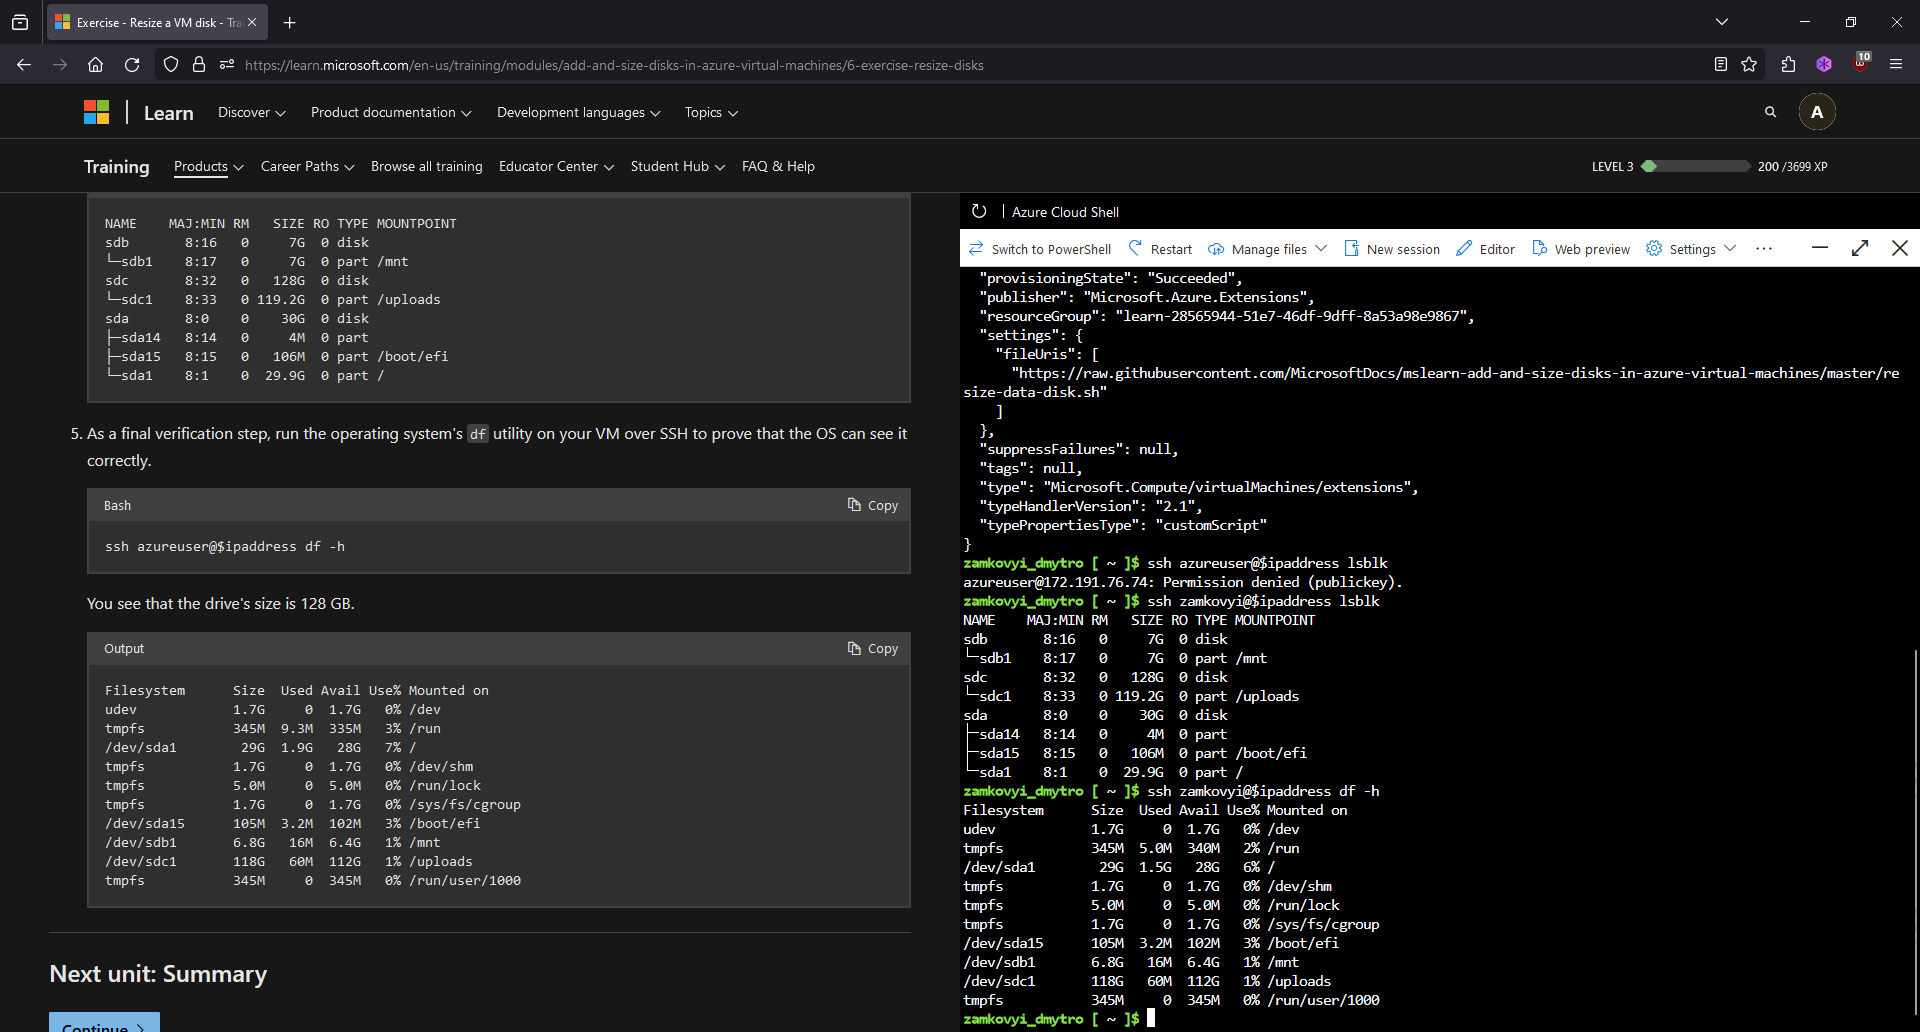 Exercise - Resize a VM disk - Tra
https://learn.microsoft.com/en-us/training/modules/add-and-size-disks-in-azure-virtual-machines/6-exercise-resize-disks
10
Learn
Discover
Product documentation
Development languages
Topics
A
Training
Products
Career Paths
Browse all training
Educator Center
Student Hub
FAQ & Help
LEVEL 3
200 /3699 XP
NAME    MAJ:MIN RM   SIZE RO TYPE MOUNTPOINT
sdb      8:16   0     7G  0 disk
└─sdb1    8:17   0     7G  0 part /mnt
sdc       8:32   0   128G  0 disk
└─sdc1    8:33   0 119.2G  0 part /uploads
sda       8:0    0    30G  0 disk
├─sda14   8:14   0     4M  0 part
├─sda15   8:15   0   106M  0 part /boot/efi
└─sda1    8:1    0  29.9G  0 part /
5. As a final verification step, run the operating system's df utility on your VM over SSH to prove that the OS can see it
correctly.
Bash
Copy
ssh azureuser@$ipaddress df -h
You see that the drive's size is 128 GB.
Output
Copy
Filesystem      Size  Used Avail Use% Mounted on
udev            1.7G     0  1.7G   0% /dev
tmpfs           345M  9.3M  335M   3% /run
/dev/sda1        29G  1.9G   28G   7% /
tmpfs           1.7G     0  1.7G   0% /dev/shm
tmpfs           5.0M     0  5.0M   0% /run/lock
tmpfs           1.7G     0  1.7G   0% /sys/fs/cgroup
/dev/sda15      105M  3.2M  102M   3% /boot/efi
/dev/sdb1       6.8G   16M  6.4G   1% /mnt
/dev/sdc1       118G   60M  112G   1% /uploads
tmpfs           345M     0  345M   0% /run/user/1000
Next unit: Summary
Continue
Azure Cloud Shell
Switch to PowerShell
Restart
Manage files
New session
Editor
Web preview
Settings
"provisioningState": "Succeeded",
"publisher": "Microsoft.Azure.Extensions",
"resourceGroup": "learn-28565944-51e7-46df-9dff-8a53a98e9867",
"settings": {
"fileUris": [
"https://raw.githubusercontent.com/MicrosoftDocs/mslearn-add-and-size-disks-in-azure-virtual-machines/master/re
size-data-disk.sh"
]
},
"suppressFailures": null,
"tags": null,
"type": "Microsoft.Compute/virtualMachines/extensions",
"typeHandlerVersion": "2.1",
"typePropertiesType": "customScript"
}
zamkovyi_dmytro [ ~ ]$ ssh azureuser@$ipaddress lsblk
azureuser@172.191.76.74: Permission denied (publickey).
zamkovyi_dmytro [ ~ ]$ ssh zamkovyi@$ipaddress lsblk
NAME    MAJ:MIN RM   SIZE RO TYPE MOUNTPOINT
sdb       8:16   0     7G  0 disk
└─sdb1    8:17   0     7G  0 part /mnt
sdc       8:32   0   128G  0 disk
└─sdc1    8:33   0 119.2G  0 part /uploads
sda       8:0    0    30G  0 disk
├─sda14   8:14   0     4M  0 part
├─sda15   8:15   0   106M  0 part /boot/efi
└─sda1    8:1    0  29.9G  0 part /
zamkovyi_dmytro [ ~ ]$ ssh zamkovyi@$ipaddress df -h
Filesystem      Size  Used Avail Use% Mounted on
udev            1.7G     0  1.7G   0% /dev
tmpfs           345M  5.0M  340M   2% /run
/dev/sda1        29G  1.5G   28G   6% /
tmpfs           1.7G     0  1.7G   0% /dev/shm
tmpfs           5.0M     0  5.0M   0% /run/lock
tmpfs           1.7G     0  1.7G   0% /sys/fs/cgroup
/dev/sda15      105M  3.2M  102M   3% /boot/efi
/dev/sdb1       6.8G   16M  6.4G   1% /mnt
/dev/sdc1       118G   60M  112G   1% /uploads
tmpfs           345M     0  345M   0% /run/user/1000
zamkovyi_dmytro [ ~ ]$